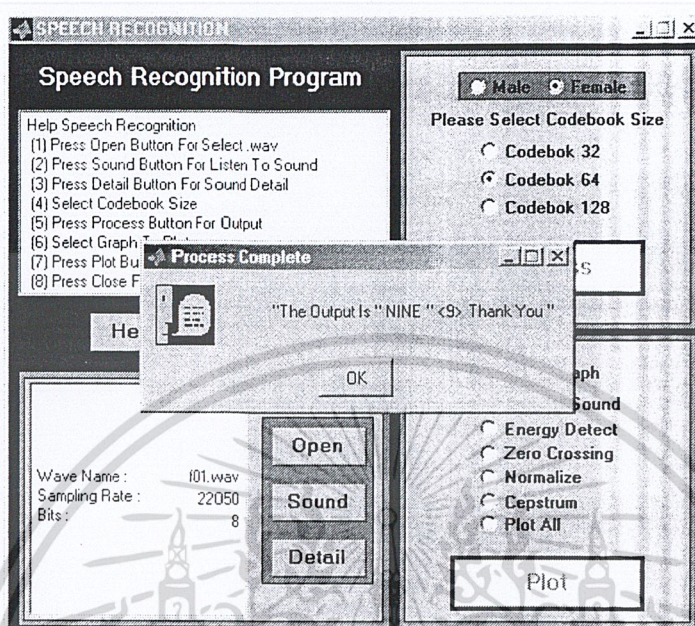 SPEECH RECOGNITION
Speech Recognition Program
Help Speech Recognition
(1) Press Open Button For Select .wav
(2) Press Sound Button For Listen To Sound
(3) Press Detail Button For Sound Detail
(4) Select Codebook Size
(5) Press Process Button For Output
(6) Select Graph To Plot
(7) Press Plot Bu
(8) Press Close F
He
Male Female
Please Select Codebook Size
Codebok 32
Codebok 64
Codebok 128
Process Complete
"The Output Is " NINE " <9> Thank You "
OK
Wave Name : f01.wav
Sampling Rate : 22050
Bits : 8
Open
Sound
Detail
aph
Sound
Energy Detect
Zero Crossing
Normalize
Cepstrum
Plot All
Plot